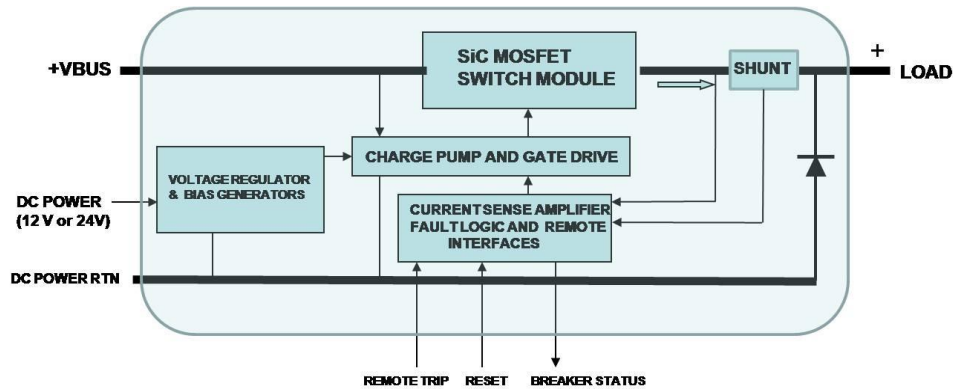 SiC MOSFET
SWITCH MODULE
+
+VBUS
SHUNT
LOAD
CHARGE PUMP AND GATE DRIVE
VOLTAGE REGULATOR
& BIAS GENERATORS
DC POWER
(12 V or 24V)
CURRENT SENSE AMPLIFIER
FAULT LOGIC AND REMOTE
INTERFACES
DC POWER RTN
REMOTE TRIP
RESET
BREAKER STATUS